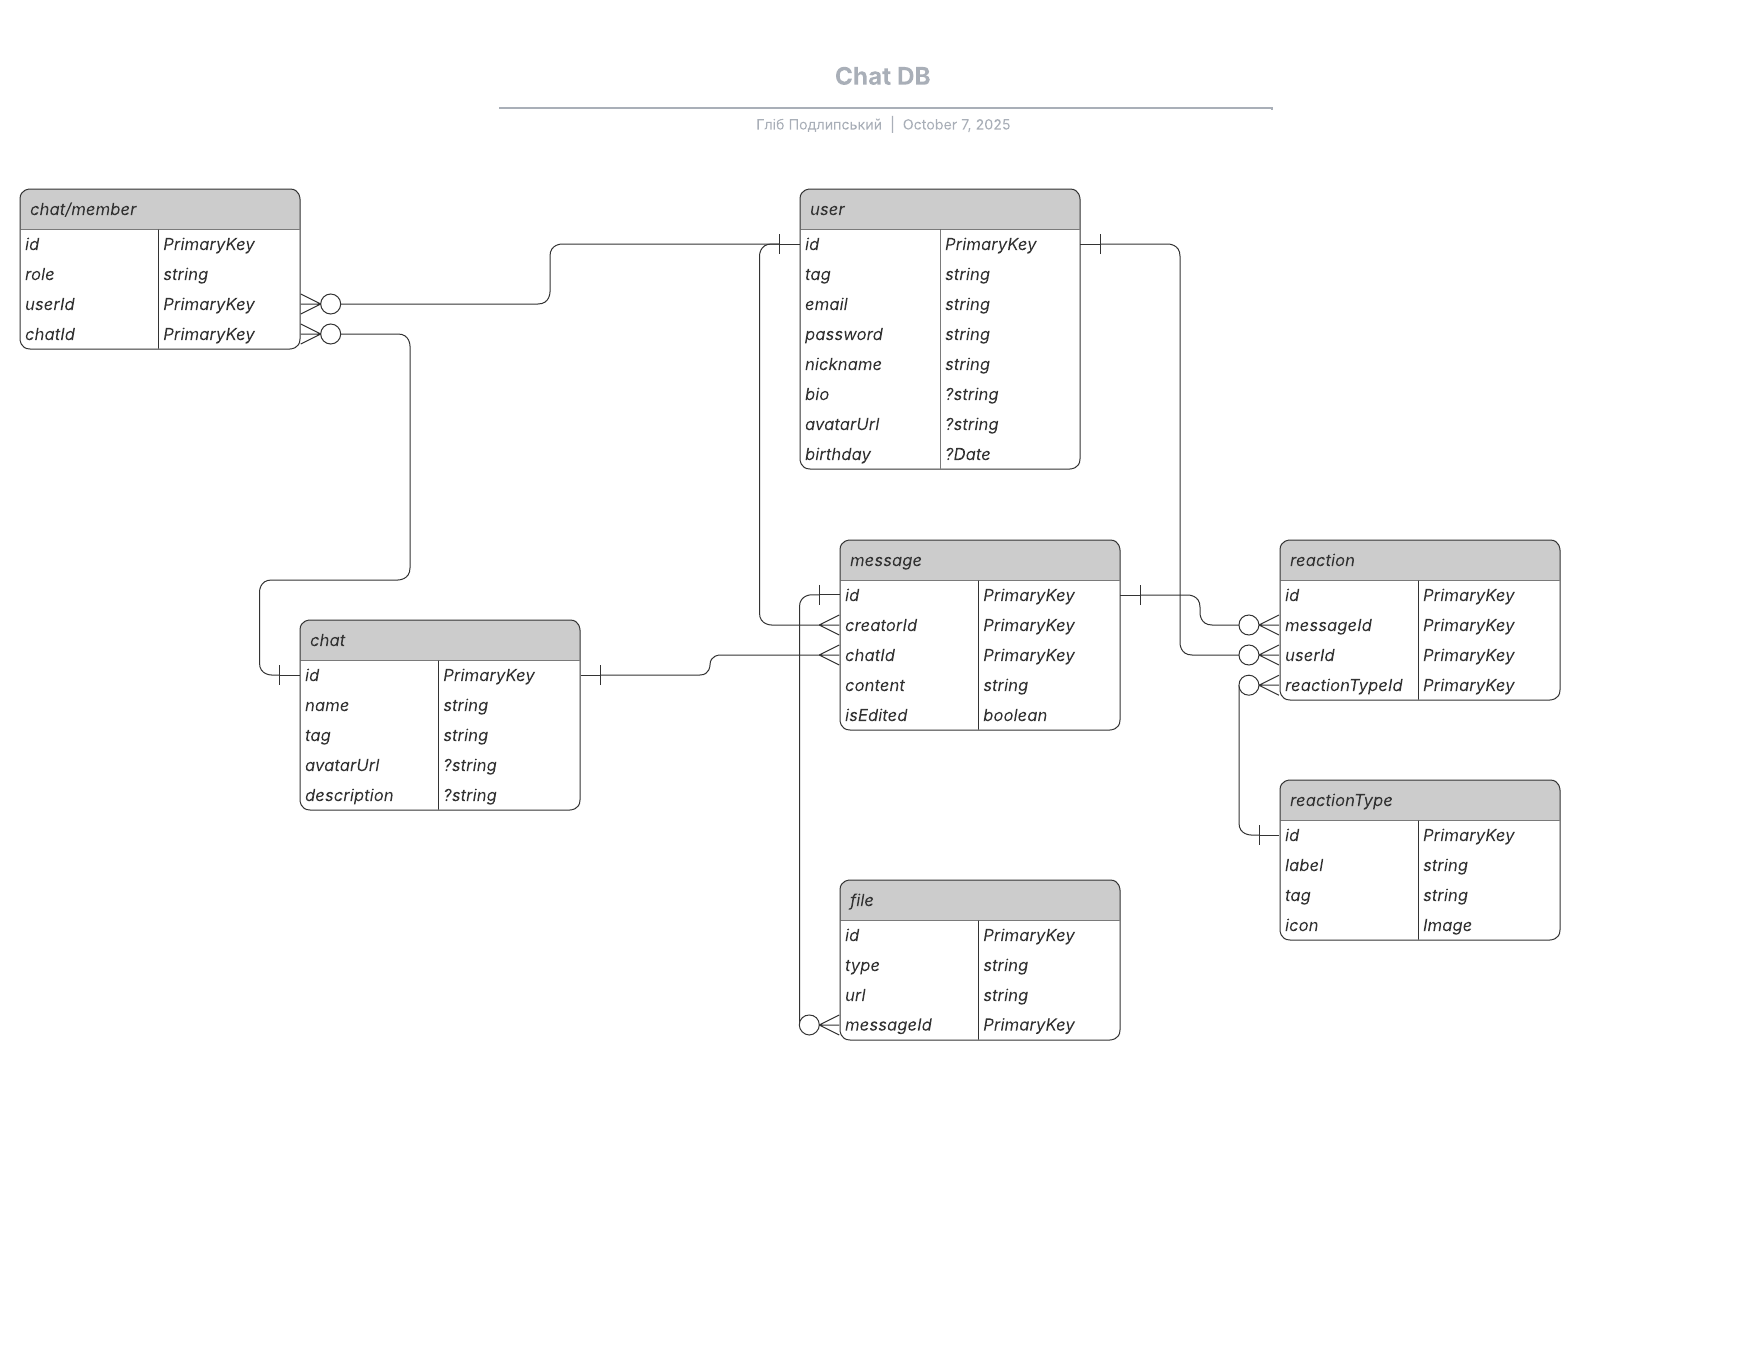 Chat DB
Гліб Подлипський | October 7, 2025
chat/member
id PrimaryKey
role string
userId PrimaryKey
chatId PrimaryKey
user
id PrimaryKey
tag string
email string
password string
nickname string
bio ?string
avatarUrl ?string
birthday ?Date
message
id PrimaryKey
creatorId PrimaryKey
chatId PrimaryKey
content string
isEdited boolean
reaction
id PrimaryKey
messageId PrimaryKey
userId PrimaryKey
reactionTypeId PrimaryKey
chat
id PrimaryKey
name string
tag string
avatarUrl ?string
description ?string
reactionType
id PrimaryKey
label string
tag string
icon Image
file
id PrimaryKey
type string
url string
messageId PrimaryKey